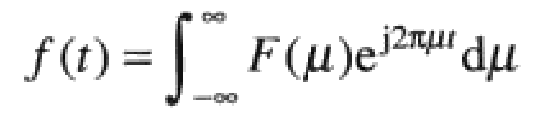 f(t) = ∫_{-∞}^{∞} F(μ)e^{j2πμt}dμ